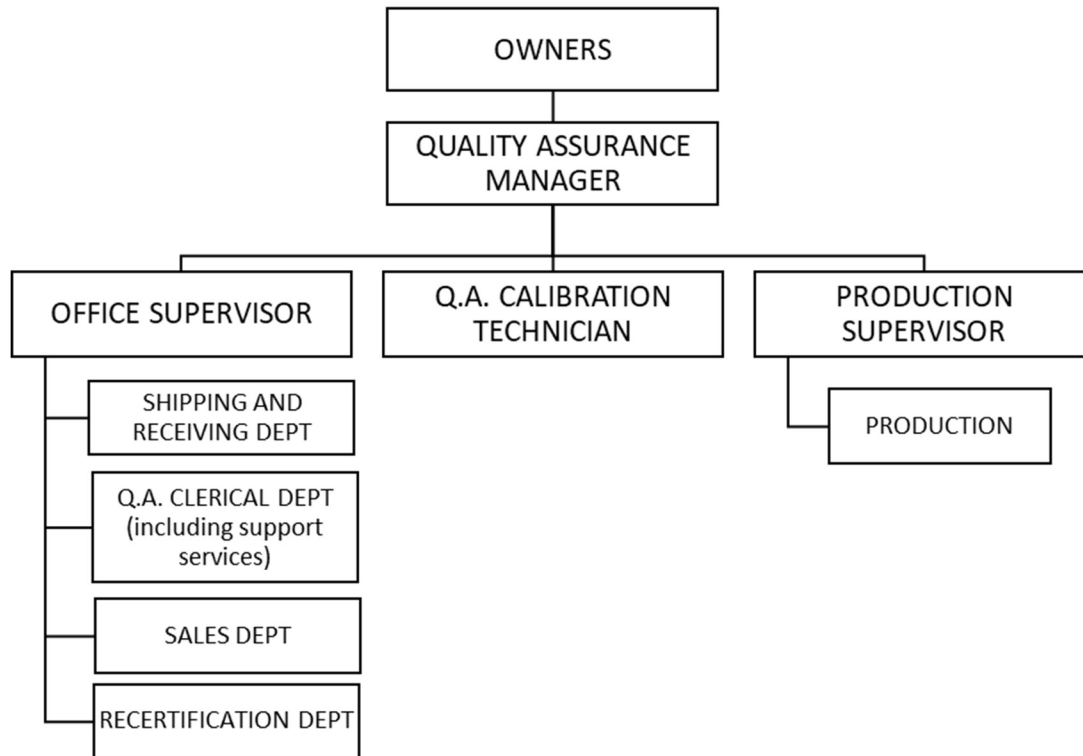 OWNERS
QUALITY ASSURANCE
MANAGER
OFFICE SUPERVISOR
Q.A. CALIBRATION
TECHNICIAN
PRODUCTION
SUPERVISOR
SHIPPING AND
RECEIVING DEPT
PRODUCTION
Q.A. CLERICAL DEPT
(including support
services)
SALES DEPT
RECERTIFICATION DEPT